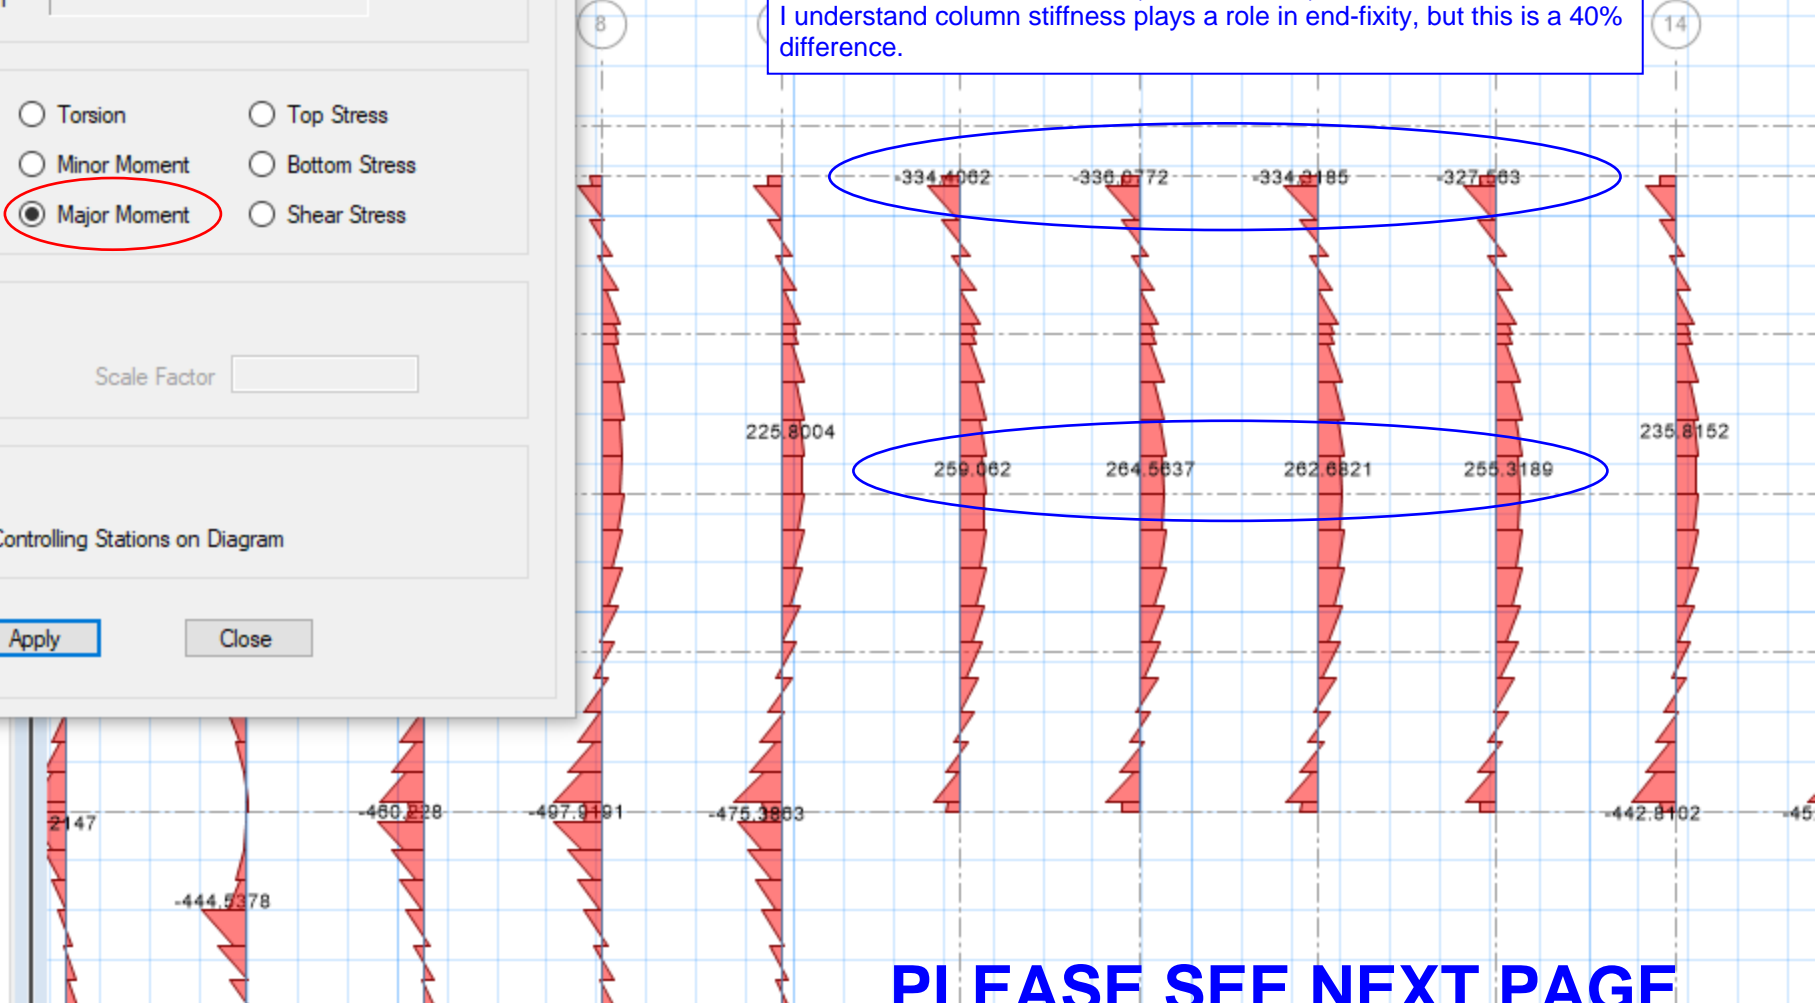 I understand column stiffness plays a role in end-fixity, but this is a 40%
difference.
8
14
Torsion
Top Stress
Minor Moment
Bottom Stress
Major Moment
Shear Stress
Scale Factor
Controlling Stations on Diagram
Apply
Close
-334.4062
-336.0772
-334.3185
-327.563
225.8004
259.062
264.5637
262.6821
255.3189
235.8152
2147
-460.228
-497.9191
-475.3863
-442.8102
-45
-444.5378
PLEASE SEE NEXT PAGE